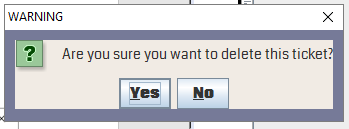 WARNING
?
Are you sure you want to delete this ticket?
Yes No